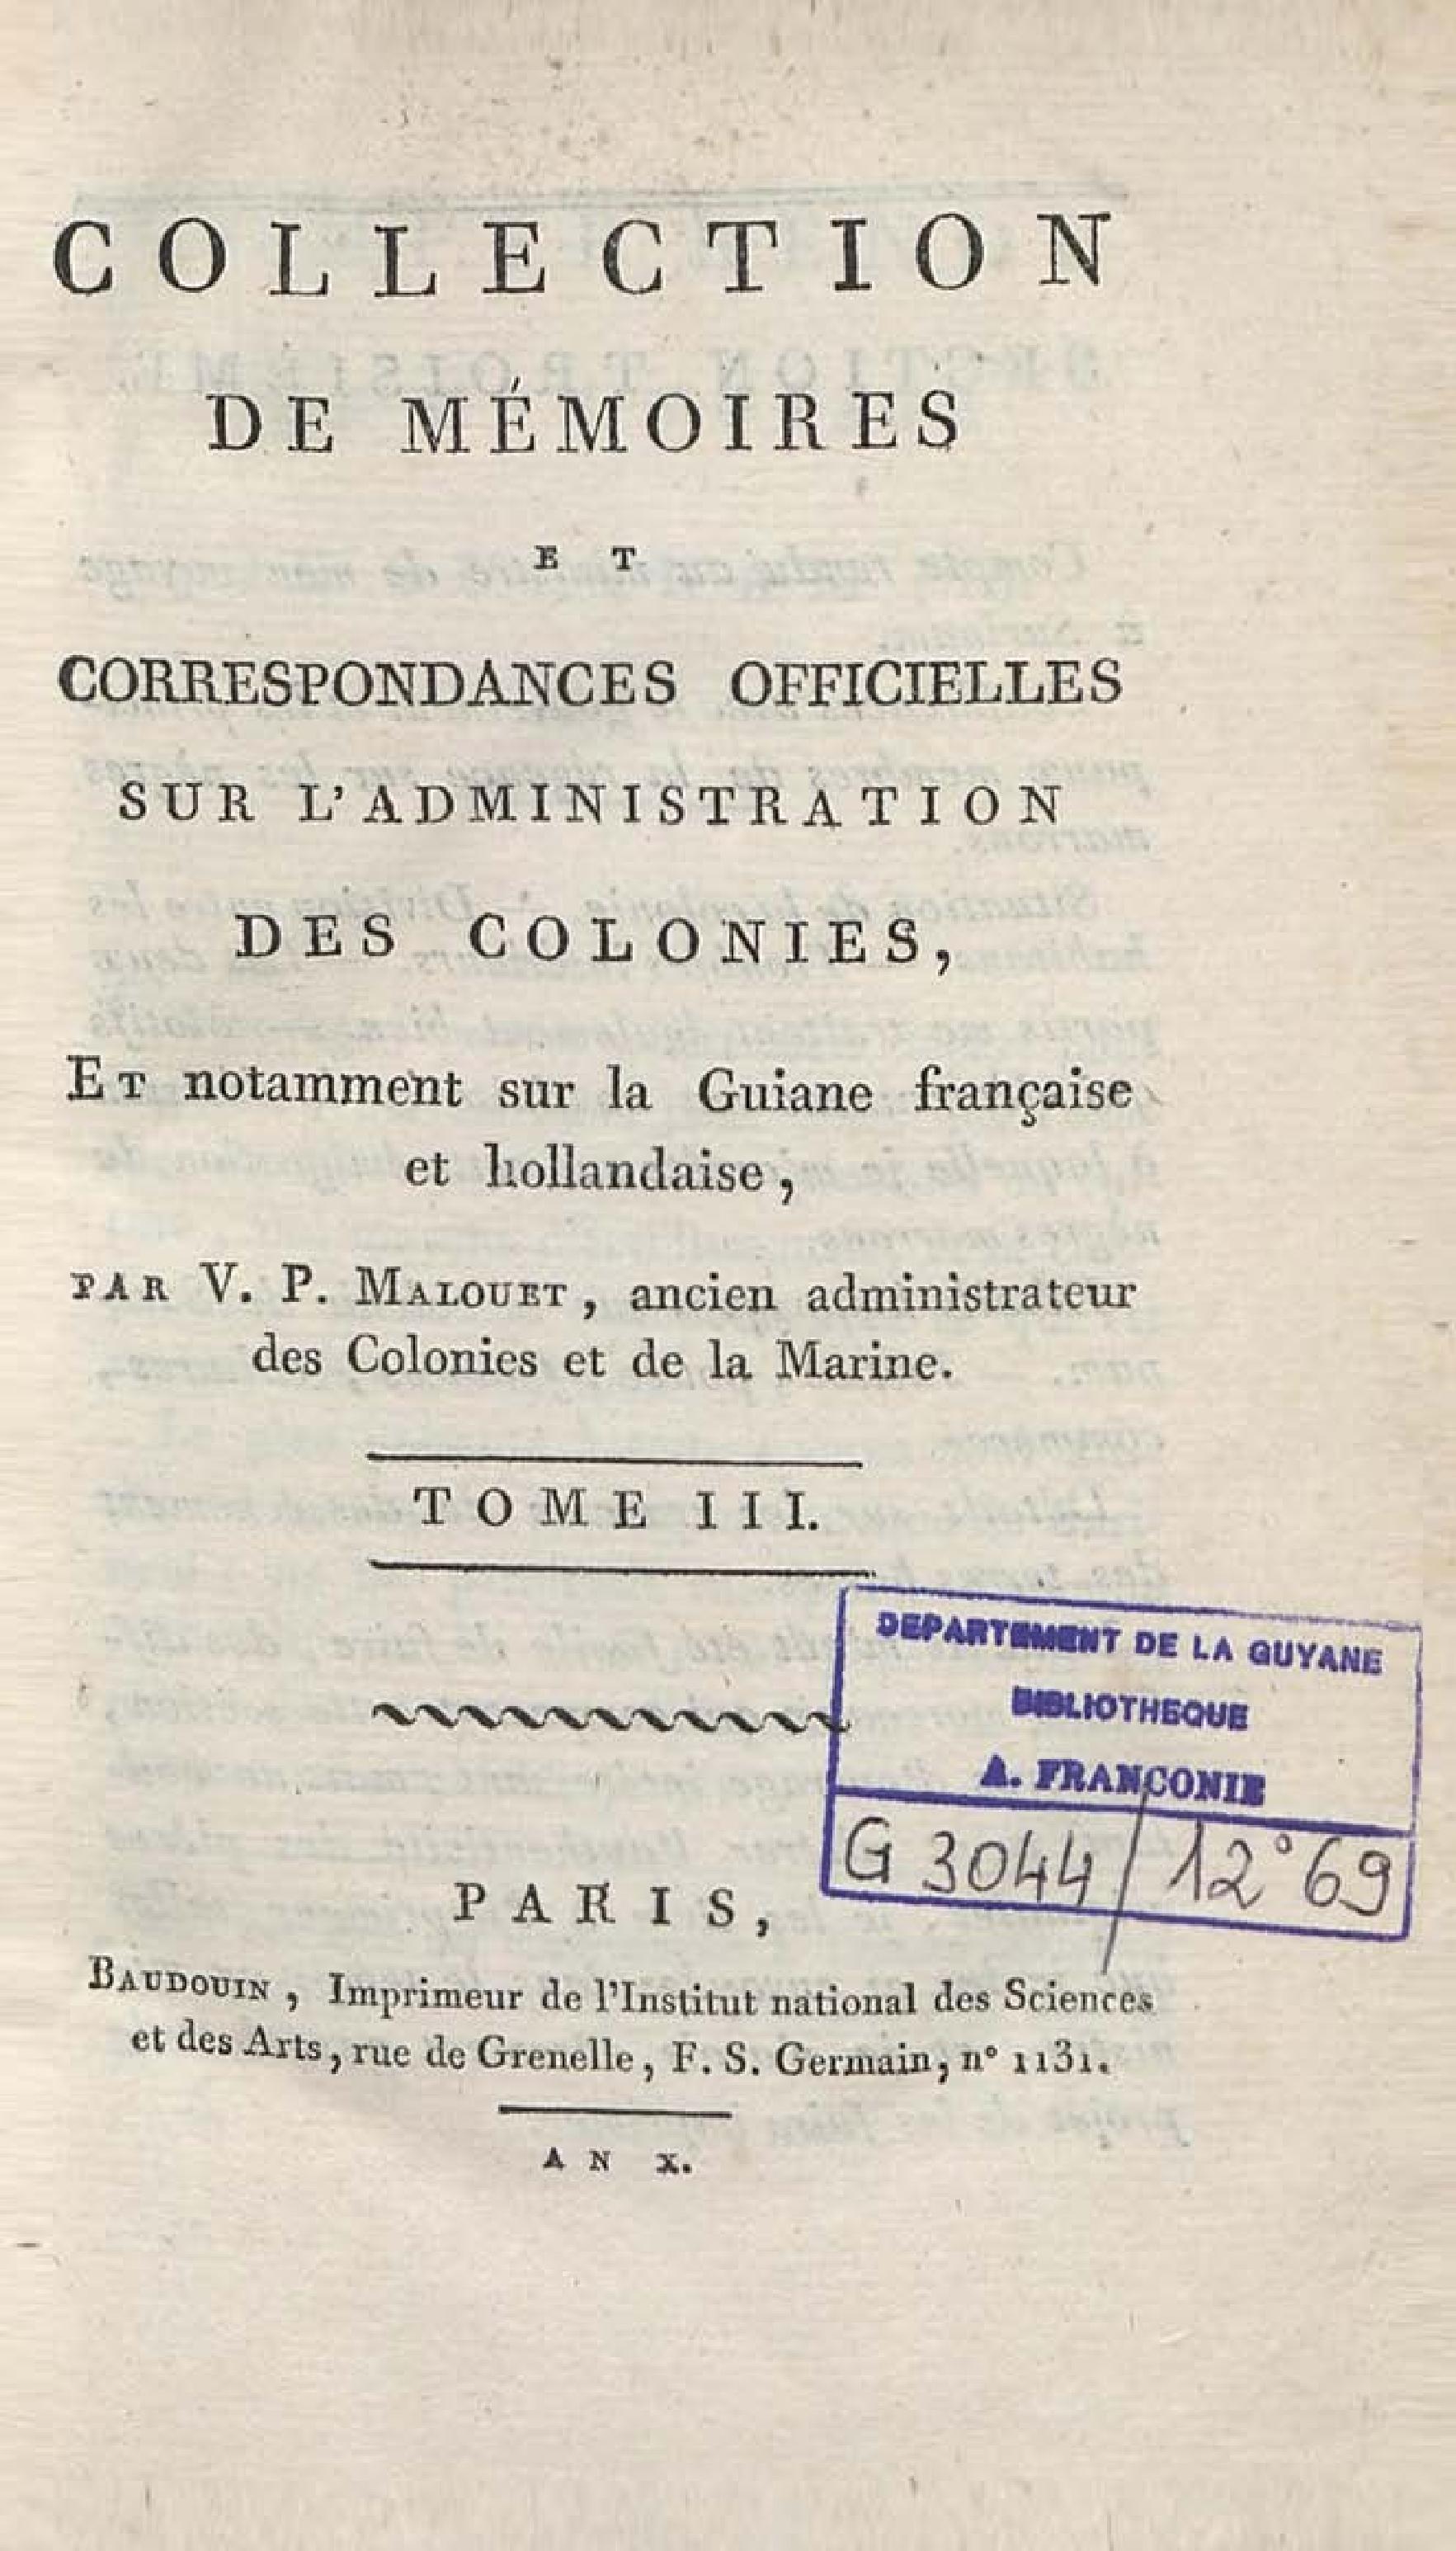 COLLECTION
DE MÉMOIRES
ET
CORRESPONDANCES OFFICIELLES
SUR L'ADMINISTRATION
DES COLONIES,
ET notamment sur la Guiane française
et hollandaise,
PAR V. P. MALOUET, ancien administrateur
des Colonies et de la Marine.
TOME III.
DEPARTEMENT DE LA GUYANE
BIBLIOTHEQUE
A. FRANCONIE
G 3044/12°69
PARIS,
BAUDOUIN, Imprimeur de l'Institut national des Sciences
et des Arts, rue de Grenelle, F. S. Germain, n° 1131.
AN X.